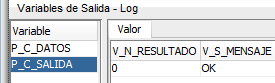 Variables de Salida - Log
Variable
P_C_DATOS
P_C_SALIDA
Valor
V_N_RESULTADO V_S_MENSAJE
0 OK